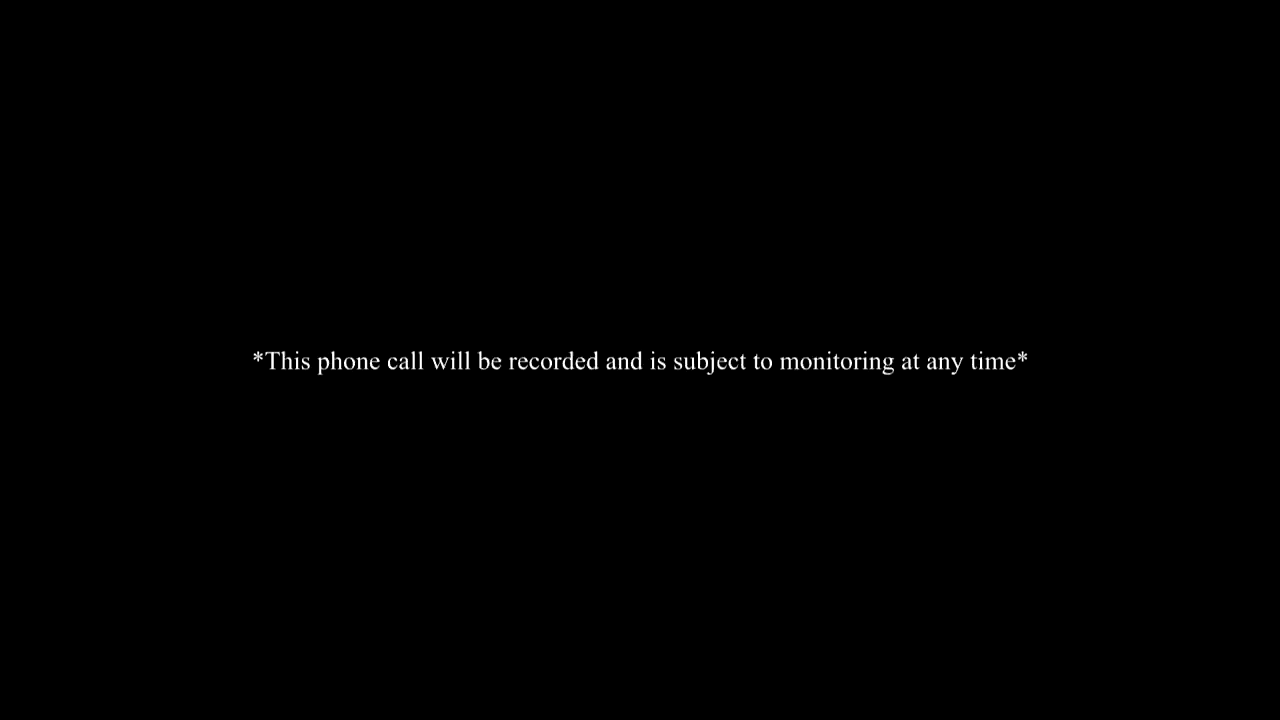 *This phone call will be recorded and is subject to monitoring at any time*